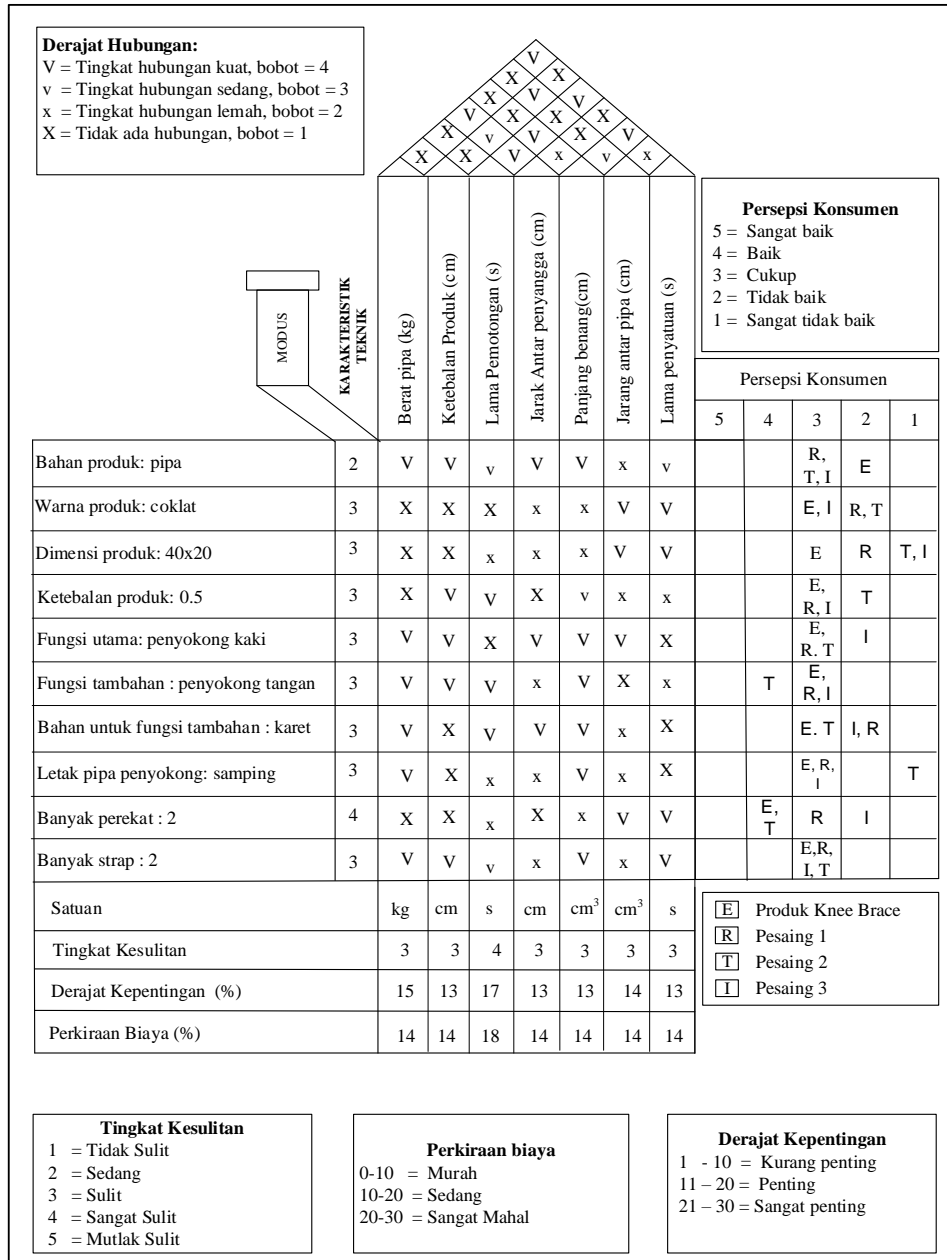 Derajat Hubungan:
V = Tingkat hubungan kuat, bobot = 4
v = Tingkat hubungan sedang, bobot = 3
x = Tingkat hubungan lemah, bobot = 2
X = Tidak ada hubungan, bobot = 1
V
X X
X V V
V X X X
X v V X V
X X V x v x
Persepsi Konsumen
5 = Sangat baik
4 = Baik
3 = Cukup
2 = Tidak baik
1 = Sangat tidak baik
MODUS
KARAKTERISTIK
TEKNIK
Berat pipa (kg)
Ketebalan Produk (cm)
Lama Pemotongan (s)
Jarak Antar penyangga (cm)
Panjang benang(cm)
Jarang antar pipa (cm)
Lama penyatuan (s)
Persepsi Konsumen
5 4 3 2 1
Bahan produk: pipa 2 V V v V V x v R, T, I E
Warna produk: coklat 3 X X X x x V V E, I R, T
Dimensi produk: 40x20 3 X X x x x V V E R T, I
Ketebalan produk: 0.5 3 X V V X v x x E, R, I T
Fungsi utama: penyokong kaki 3 V V X V V V X E, R. T I
Fungsi tambahan : penyokong tangan 3 V V V x V X x T E, R, I
Bahan untuk fungsi tambahan : karet 3 V X V V V x X E. T I, R
Letak pipa penyokong: samping 3 V X x x V x X E, R, I T
Banyak perekat : 2 4 X X x X x V V E, T R I
Banyak strap : 2 3 V V v x V x V E,R, I, T
Satuan kg cm s cm cm³ cm³ s
Tingkat Kesulitan 3 3 4 3 3 3 3
Derajat Kepentingan (%) 15 13 17 13 13 14 13
Perkiraan Biaya (%) 14 14 18 14 14 14 14
E Produk Knee Brace
R Pesaing 1
T Pesaing 2
I Pesaing 3
Tingkat Kesulitan
1 = Tidak Sulit
2 = Sedang
3 = Sulit
4 = Sangat Sulit
5 = Mutlak Sulit
Perkiraan biaya
0-10 = Murah
10-20 = Sedang
20-30 = Sangat Mahal
Derajat Kepentingan
1 - 10 = Kurang penting
11 – 20 = Penting
21 – 30 = Sangat penting